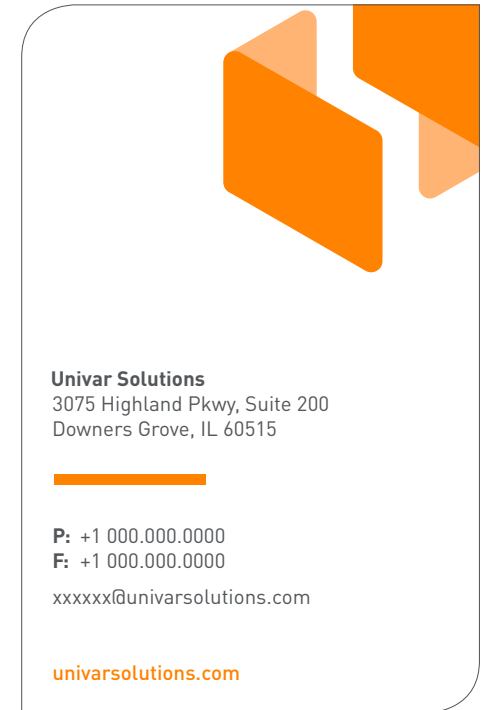 Univar Solutions
3075 Highland Pkwy, Suite 200
Downers Grove, IL 60515
P: +1 000.000.0000
F: +1 000.000.0000
xxxxxx@univarsolutions.com
univarsolutions.com